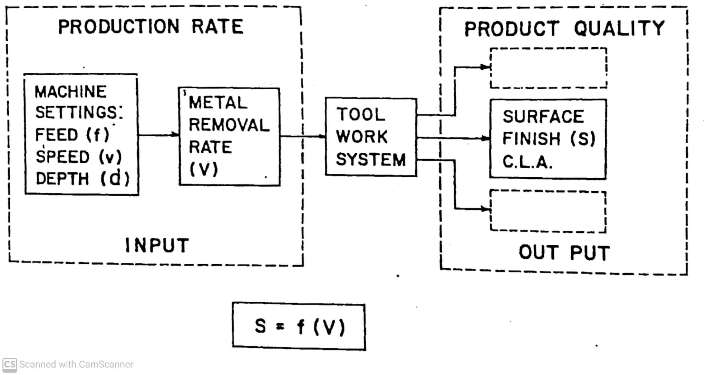 PRODUCTION RATE
MACHINE
SETTINGS:
FEED (f)
SPEED (v)
DEPTH (d)
METAL
REMOVAL
RATE
(V)
INPUT
TOOL
WORK
SYSTEM
PRODUCT QUALITY
SURFACE
FINISH (S)
C.L.A.
OUT PUT
S = f (V)
CS Scanned with CamScanner